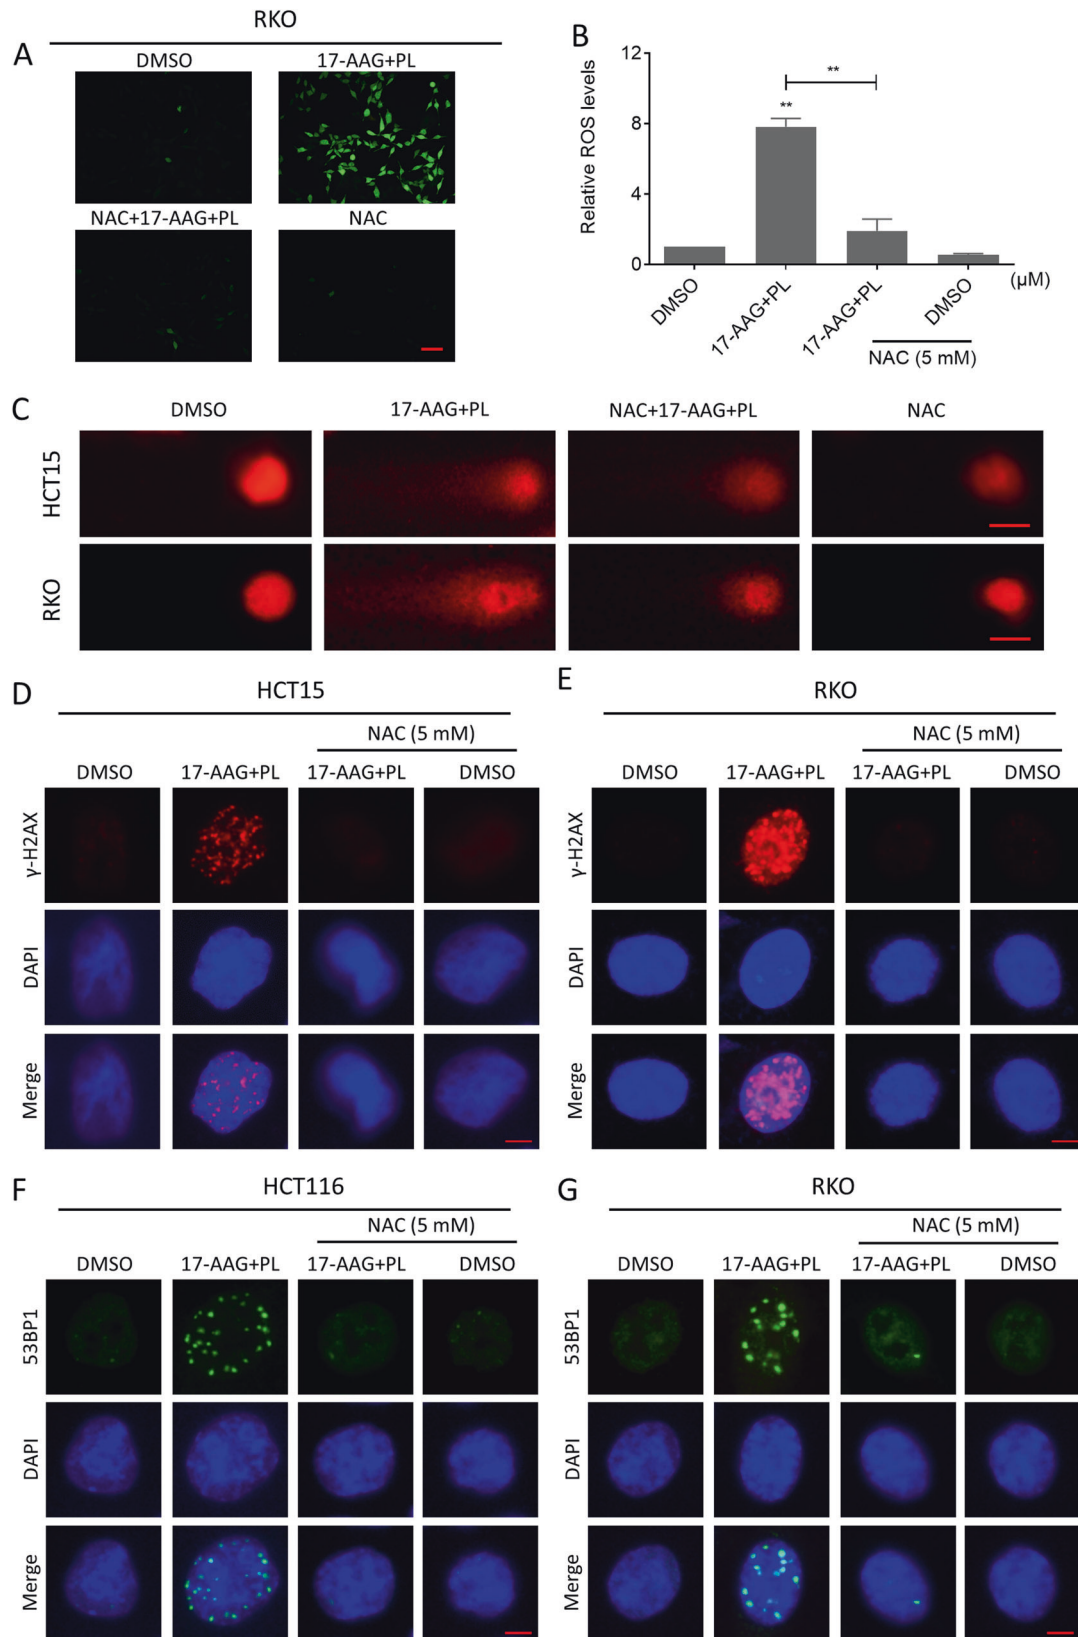 RKO
A
DMSO
17-AAG+PL
NAC+17-AAG+PL
NAC
B
12
8
4
0
Relative ROS levels
**
**
DMSO
17-AAG+PL
17-AAG+PL
DMSO
(μM)
NAC (5 mM)
C
DMSO
17-AAG+PL
NAC+17-AAG+PL
NAC
HCT15
RKO
D
HCT15
NAC (5 mM)
DMSO
17-AAG+PL
17-AAG+PL
DMSO
γ-H2AX
DAPI
Merge
E
RKO
NAC (5 mM)
DMSO
17-AAG+PL
17-AAG+PL
DMSO
γ-H2AX
DAPI
Merge
F
HCT116
NAC (5 mM)
DMSO
17-AAG+PL
17-AAG+PL
DMSO
53BP1
DAPI
Merge
G
RKO
NAC (5 mM)
DMSO
17-AAG+PL
17-AAG+PL
DMSO
53BP1
DAPI
Merge